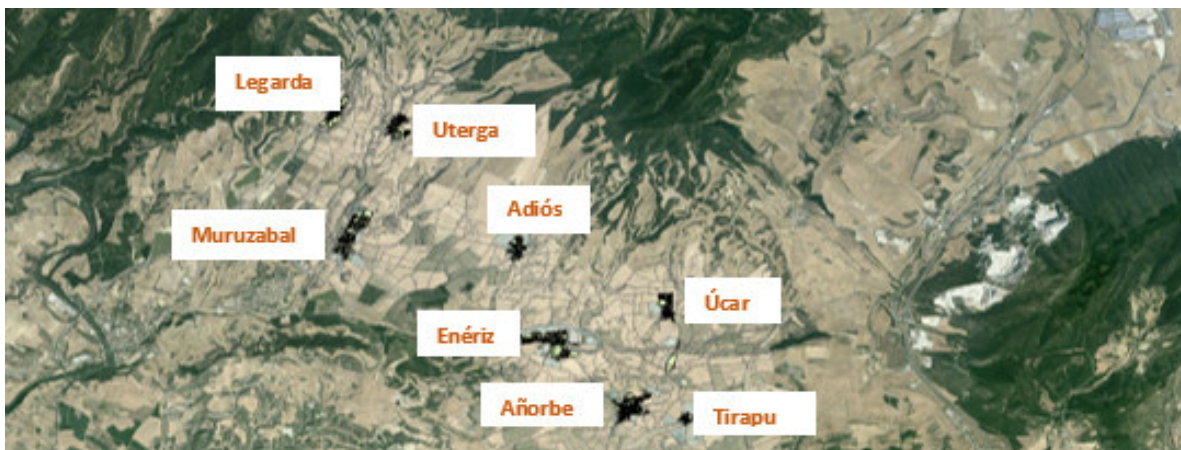 Legarda
Uterga
Adiós
Muruzabal
Úcar
Enériz
Añorbe
Tirapu